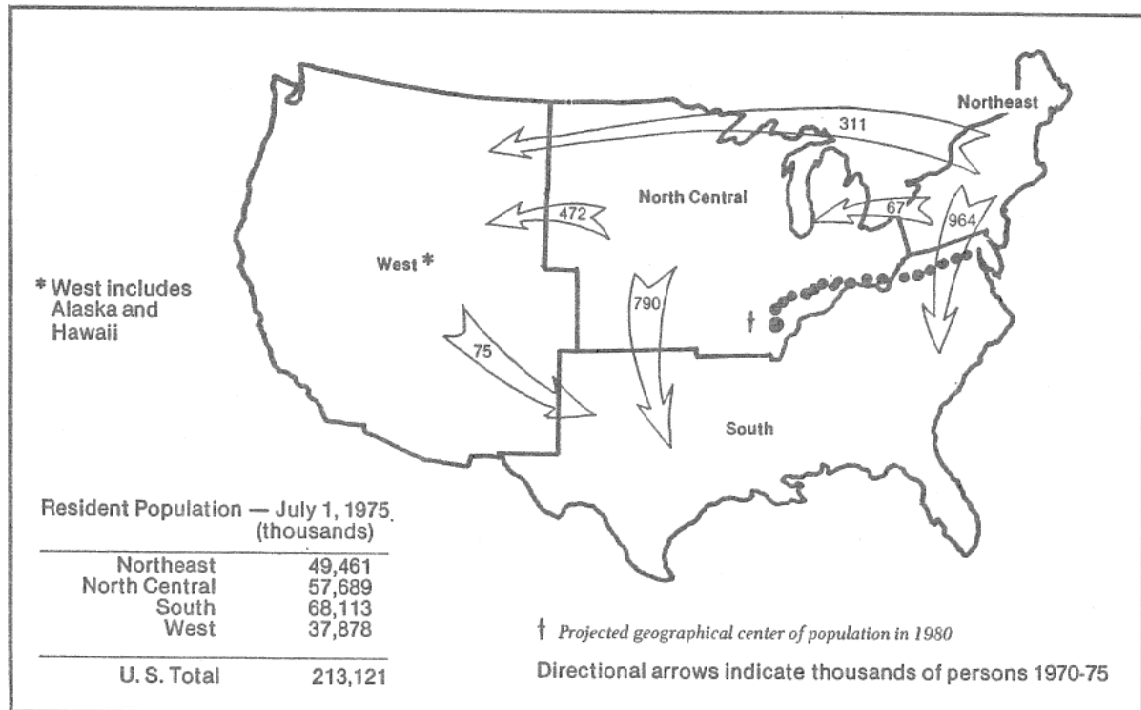 Northeast
311
North Central
67
472
964
West *
* West includes
Alaska and
Hawaii
790
†
75
South
Resident Population — July 1, 1975.
(thousands)
Northeast 49,461
North Central 57,689
South 68,113
West 37,878
U. S. Total 213,121
† Projected geographical center of population in 1980
Directional arrows indicate thousands of persons 1970-75